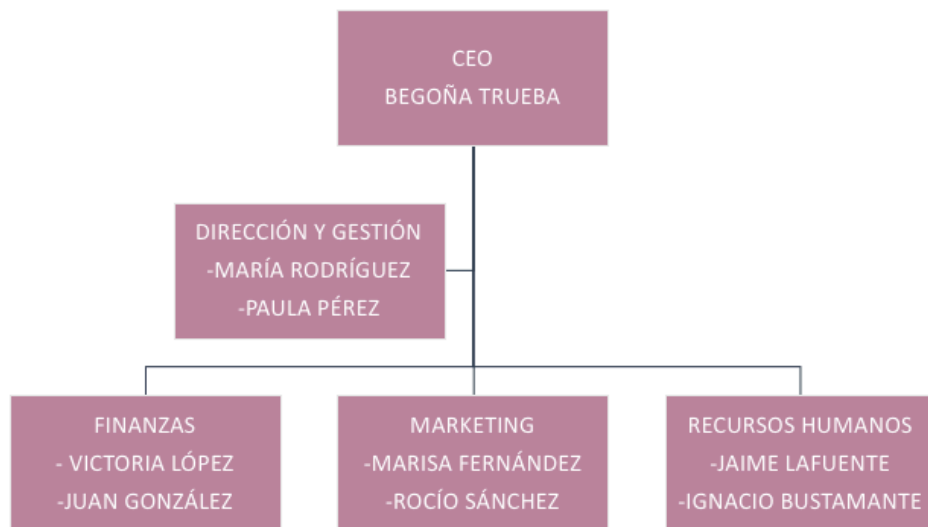 CEO
BEGOÑA TRUEBA
DIRECCIÓN Y GESTIÓN
-MARÍA RODRÍGUEZ
-PAULA PÉREZ
FINANZAS
- VICTORIA LÓPEZ
-JUAN GONZÁLEZ
MARKETING
-MARISA FERNÁNDEZ
-ROCÍO SÁNCHEZ
RECURSOS HUMANOS
-JAIME LAFUENTE
-IGNACIO BUSTAMANTE